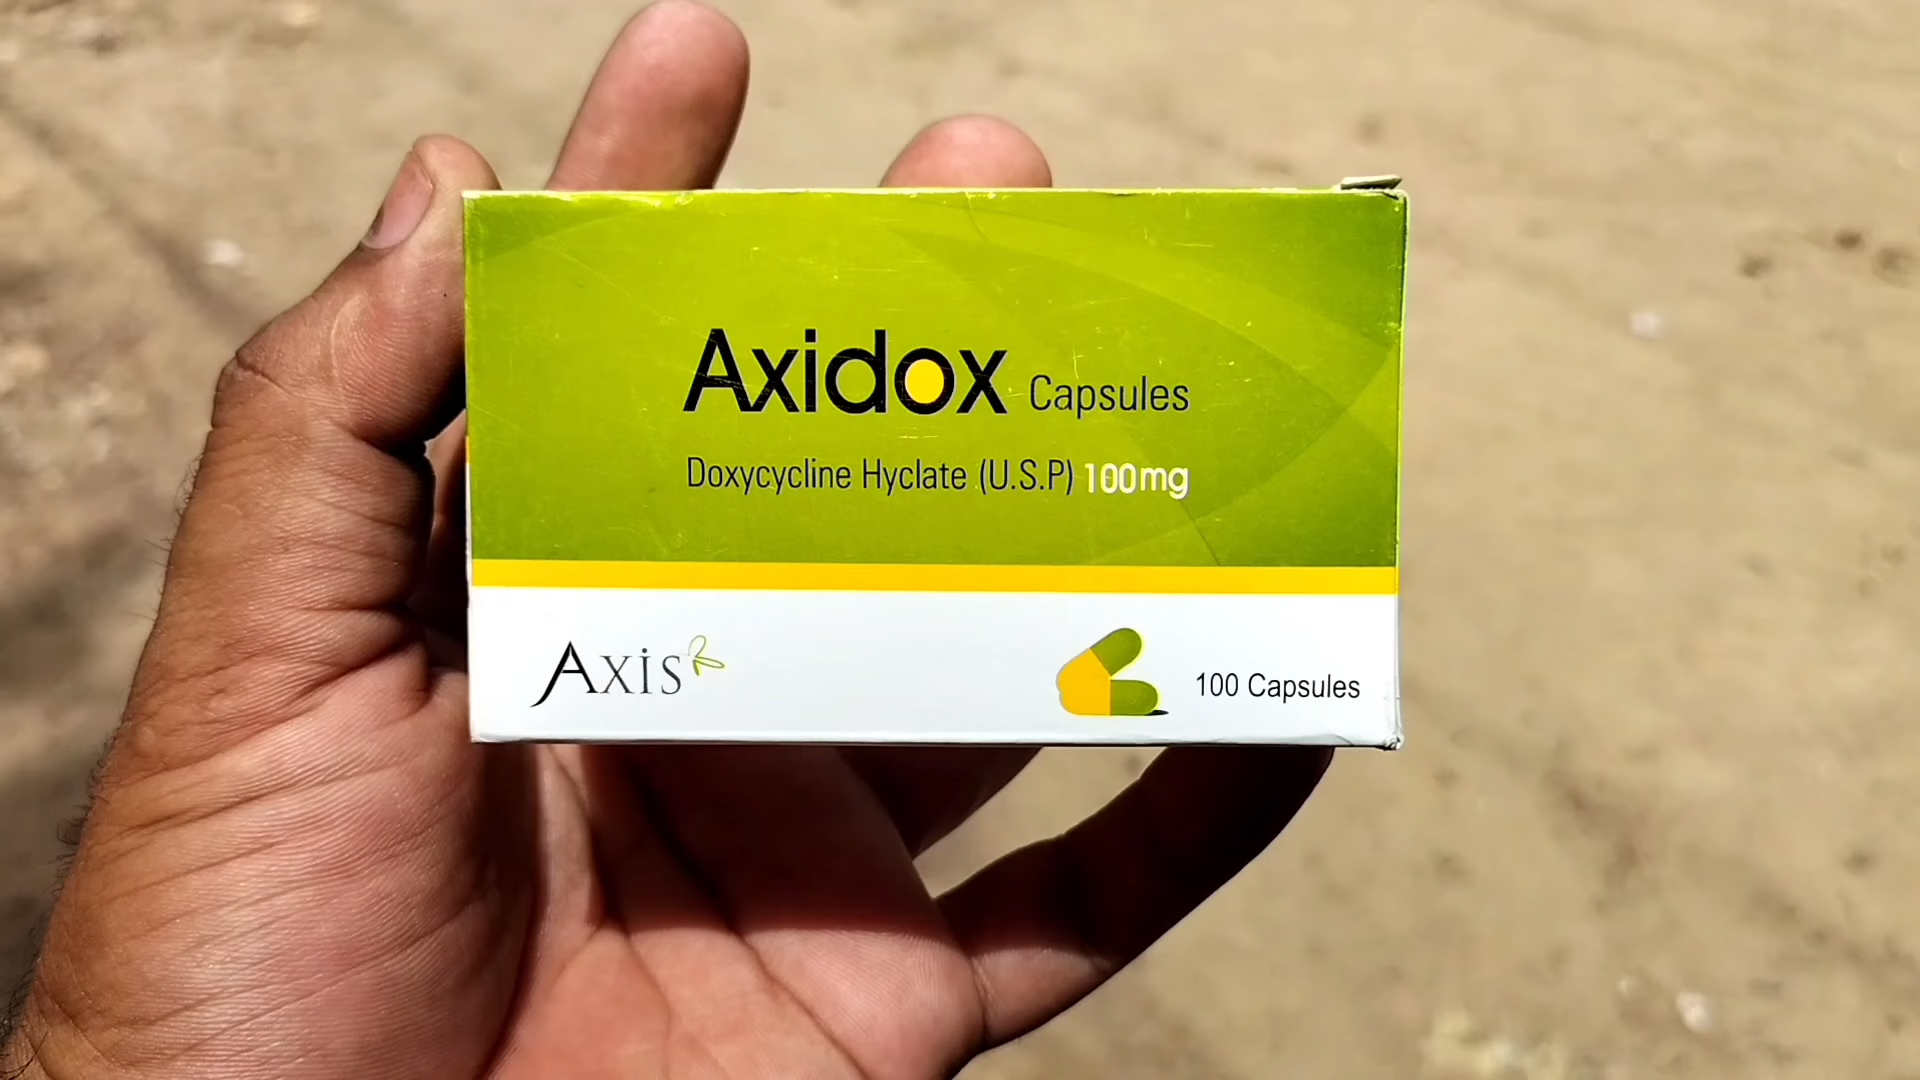 Axidox Capsules
Doxycycline Hyclate (U.S.P) 100mg
Axis
100 Capsules